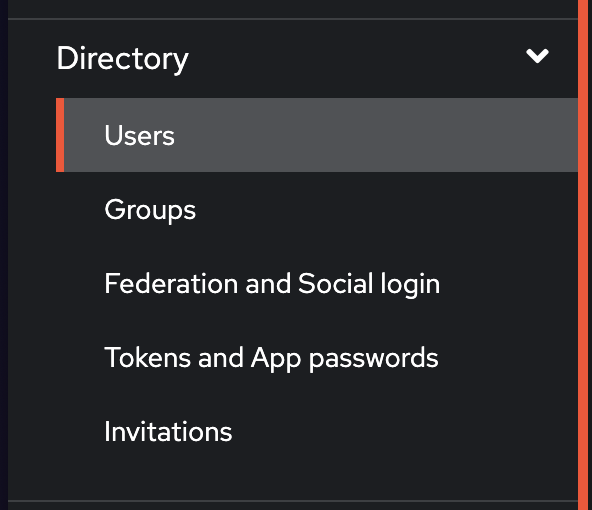 Directory
Users
Groups
Federation and Social login
Tokens and App passwords
Invitations